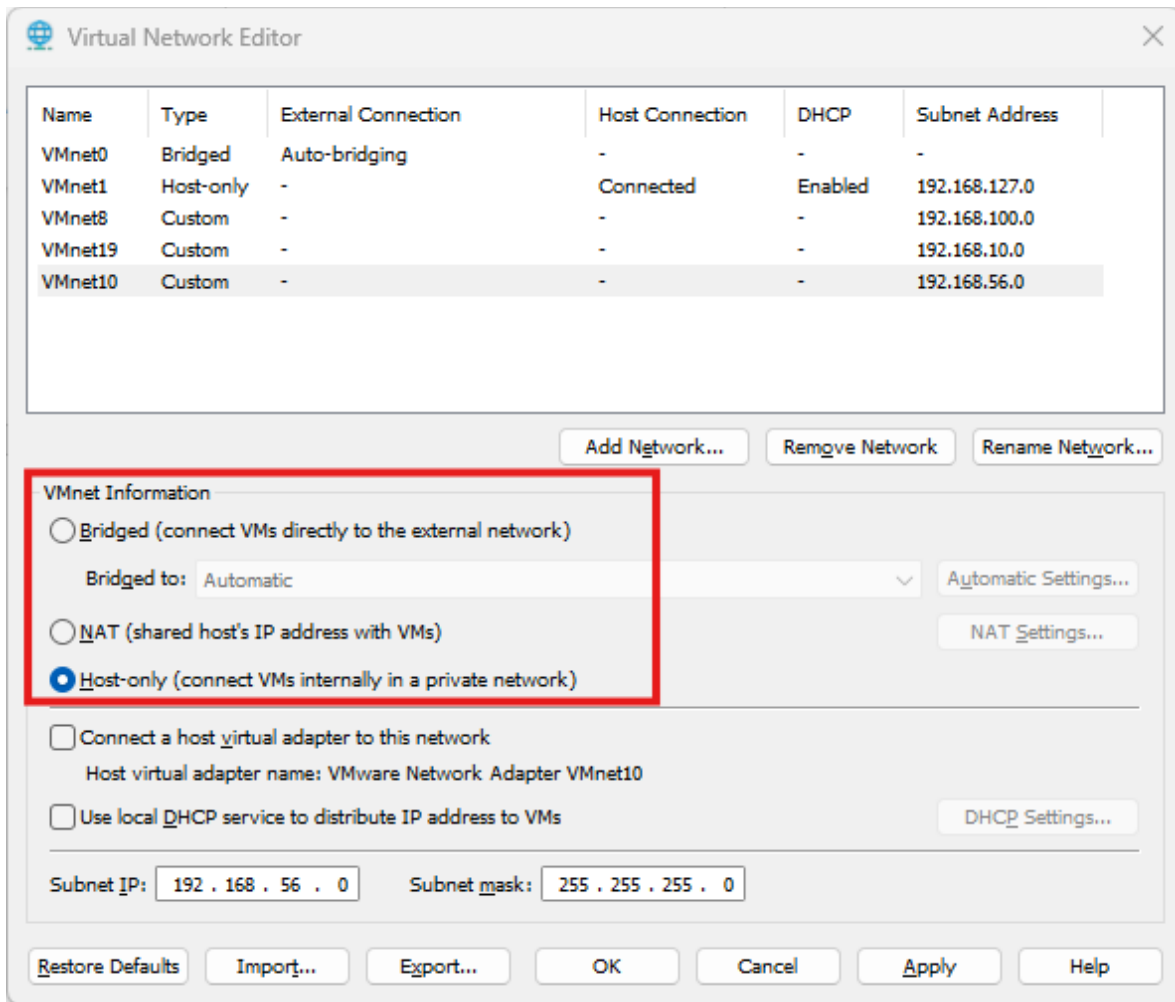 Virtual Network Editor
Name Type External Connection Host Connection DHCP Subnet Address
VMnet0 Bridged Auto-bridging - - -
VMnet1 Host-only - Connected Enabled 192.168.127.0
VMnet8 Custom - - - 192.168.100.0
VMnet19 Custom - - - 192.168.10.0
VMnet10 Custom - - - 192.168.56.0
Add Network... Remove Network Rename Network...
VMnet Information
Bridged (connect VMs directly to the external network)
Bridged to: Automatic Automatic Settings...
NAT (shared host's IP address with VMs) NAT Settings...
Host-only (connect VMs internally in a private network)
Connect a host virtual adapter to this network
Host virtual adapter name: VMware Network Adapter VMnet10
Use local DHCP service to distribute IP address to VMs DHCP Settings...
Subnet IP: 192 . 168 . 56 . 0 Subnet mask: 255 . 255 . 255 . 0
Restore Defaults Import... Export... OK Cancel Apply Help